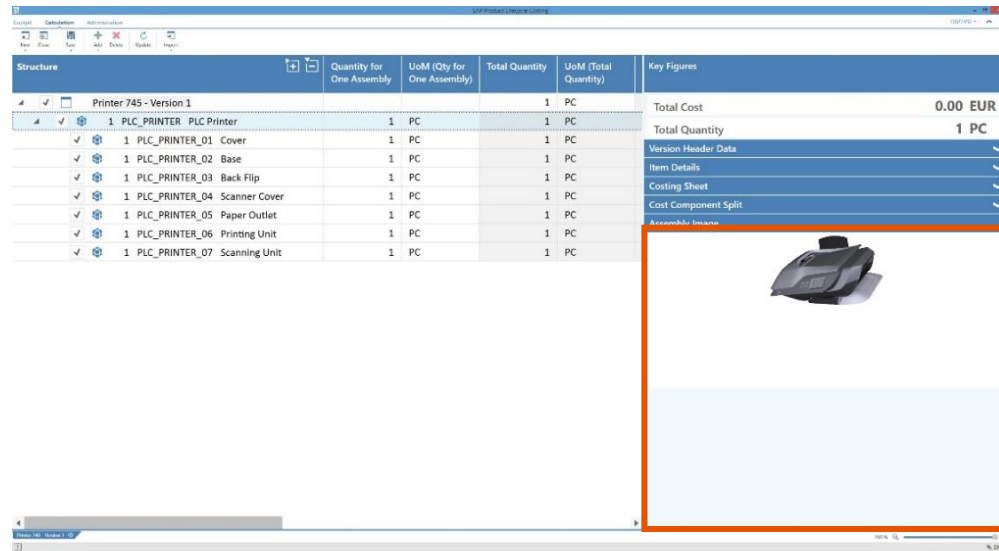 SAP Product Lifecycle Costing
Cockpit Calculation Administration
New Close Save Add Delete Update Import
Structure Quantity for One Assembly UoM (Qty for One Assembly) Total Quantity UoM (Total Quantity) Key Figures
Printer 745 - Version 1 1 PC
1 PLC_PRINTER PLC Printer 1 PC 1 PC
1 PLC_PRINTER_01 Cover 1 PC 1 PC
1 PLC_PRINTER_02 Base 1 PC 1 PC
1 PLC_PRINTER_03 Back Flip 1 PC 1 PC
1 PLC_PRINTER_04 Scanner Cover 1 PC 1 PC
1 PLC_PRINTER_05 Paper Outlet 1 PC 1 PC
1 PLC_PRINTER_06 Printing Unit 1 PC 1 PC
1 PLC_PRINTER_07 Scanning Unit 1 PC 1 PC
Total Cost 0.00 EUR
Total Quantity 1 PC
Version Header Data
Item Details
Costing Sheet
Cost Component Split
Assembly Image
Printer 745 Version 1